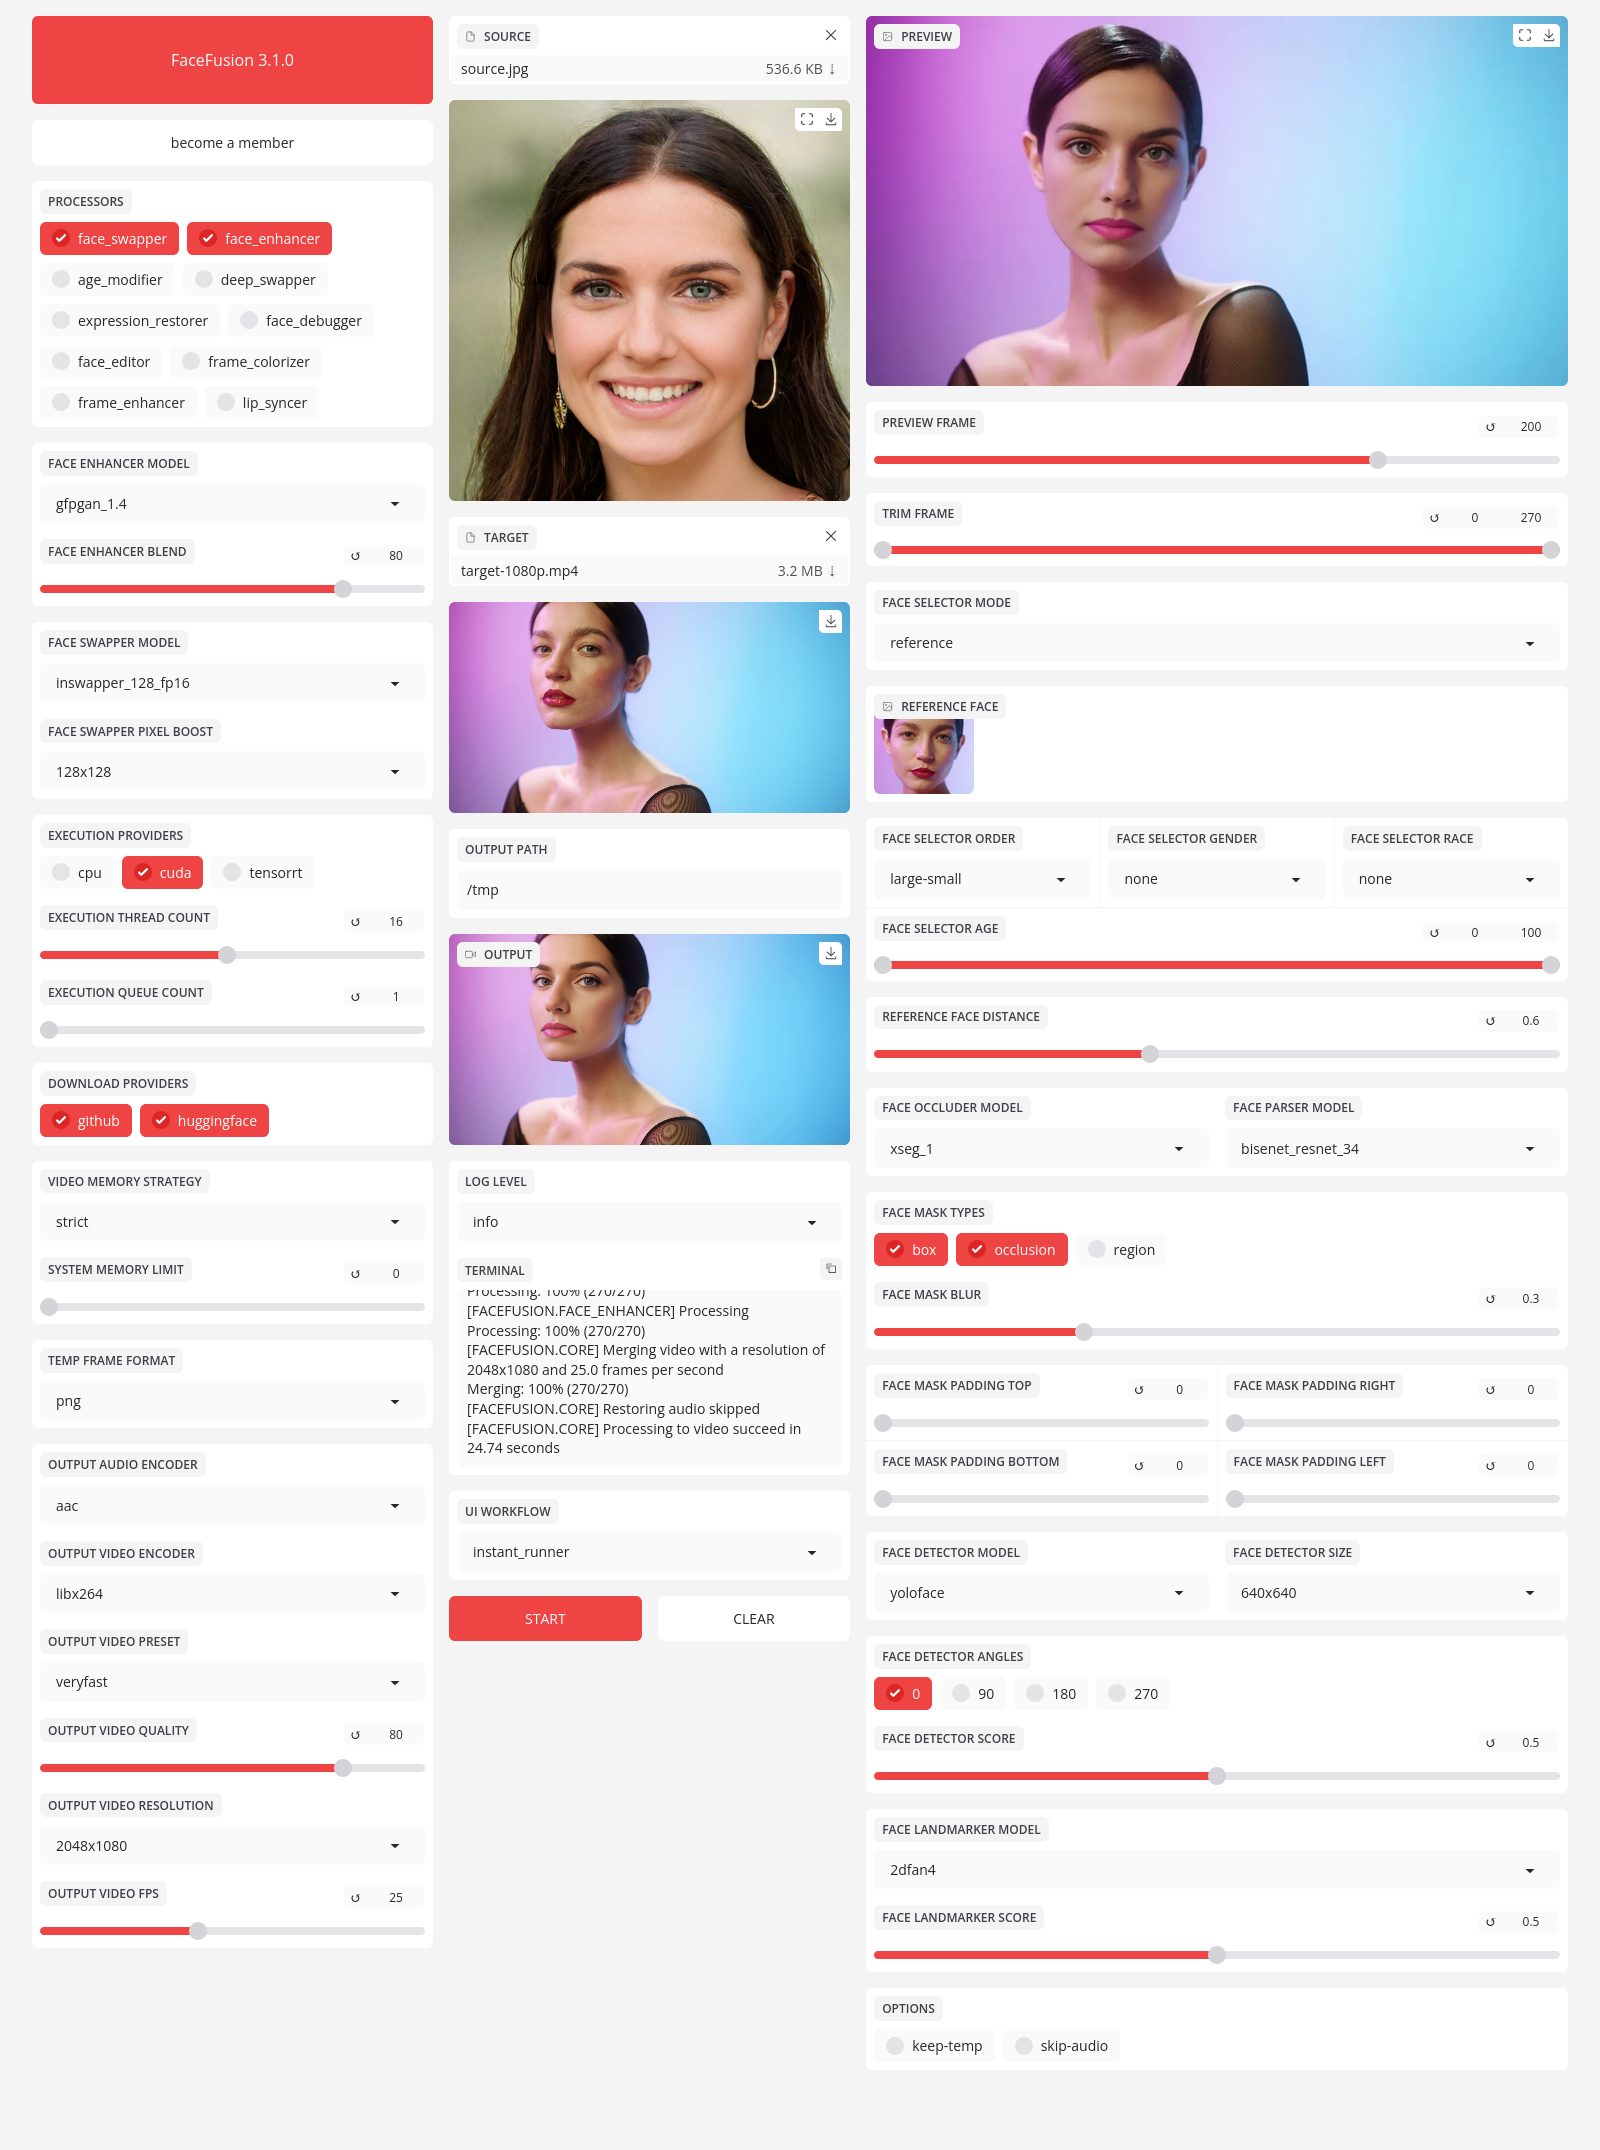 FaceFusion 3.1.0
become a member
PROCESSORS
face_swapper
face_enhancer
age_modifier
deep_swapper
expression_restorer
face_debugger
face_editor
frame_colorizer
frame_enhancer
lip_syncer
FACE ENHANCER MODEL
gfpgan_1.4
FACE ENHANCER BLEND
↺ 80
FACE SWAPPER MODEL
inswapper_128_fp16
FACE SWAPPER PIXEL BOOST
128x128
EXECUTION PROVIDERS
cpu
cuda
tensorrt
EXECUTION THREAD COUNT
↺ 16
EXECUTION QUEUE COUNT
↺ 1
DOWNLOAD PROVIDERS
github
huggingface
VIDEO MEMORY STRATEGY
strict
SYSTEM MEMORY LIMIT
↺ 0
TEMP FRAME FORMAT
png
OUTPUT AUDIO ENCODER
aac
OUTPUT VIDEO ENCODER
libx264
OUTPUT VIDEO PRESET
veryfast
OUTPUT VIDEO QUALITY
↺ 80
OUTPUT VIDEO RESOLUTION
2048x1080
OUTPUT VIDEO FPS
↺ 25
SOURCE
source.jpg
536.6 KB ↓
TARGET
target-1080p.mp4
3.2 MB ↓
OUTPUT PATH
/tmp
OUTPUT
LOG LEVEL
info
TERMINAL
Processing: 100% (270/270)
[FACEFUSION.FACE_ENHANCER] Processing
Processing: 100% (270/270)
[FACEFUSION.CORE] Merging video with a resolution of
2048x1080 and 25.0 frames per second
Merging: 100% (270/270)
[FACEFUSION.CORE] Restoring audio skipped
[FACEFUSION.CORE] Processing to video succeed in
24.74 seconds
UI WORKFLOW
instant_runner
START
CLEAR
PREVIEW
PREVIEW FRAME
↺ 200
TRIM FRAME
↺ 0 270
FACE SELECTOR MODE
reference
REFERENCE FACE
FACE SELECTOR ORDER
large-small
FACE SELECTOR GENDER
none
FACE SELECTOR RACE
none
FACE SELECTOR AGE
↺ 0 100
REFERENCE FACE DISTANCE
↺ 0.6
FACE OCCLUDER MODEL
xseg_1
FACE PARSER MODEL
bisenet_resnet_34
FACE MASK TYPES
box
occlusion
region
FACE MASK BLUR
↺ 0.3
FACE MASK PADDING TOP
↺ 0
FACE MASK PADDING RIGHT
↺ 0
FACE MASK PADDING BOTTOM
↺ 0
FACE MASK PADDING LEFT
↺ 0
FACE DETECTOR MODEL
yoloface
FACE DETECTOR SIZE
640x640
FACE DETECTOR ANGLES
0
90
180
270
FACE DETECTOR SCORE
↺ 0.5
FACE LANDMARKER MODEL
2dfan4
FACE LANDMARKER SCORE
↺ 0.5
OPTIONS
keep-temp
skip-audio